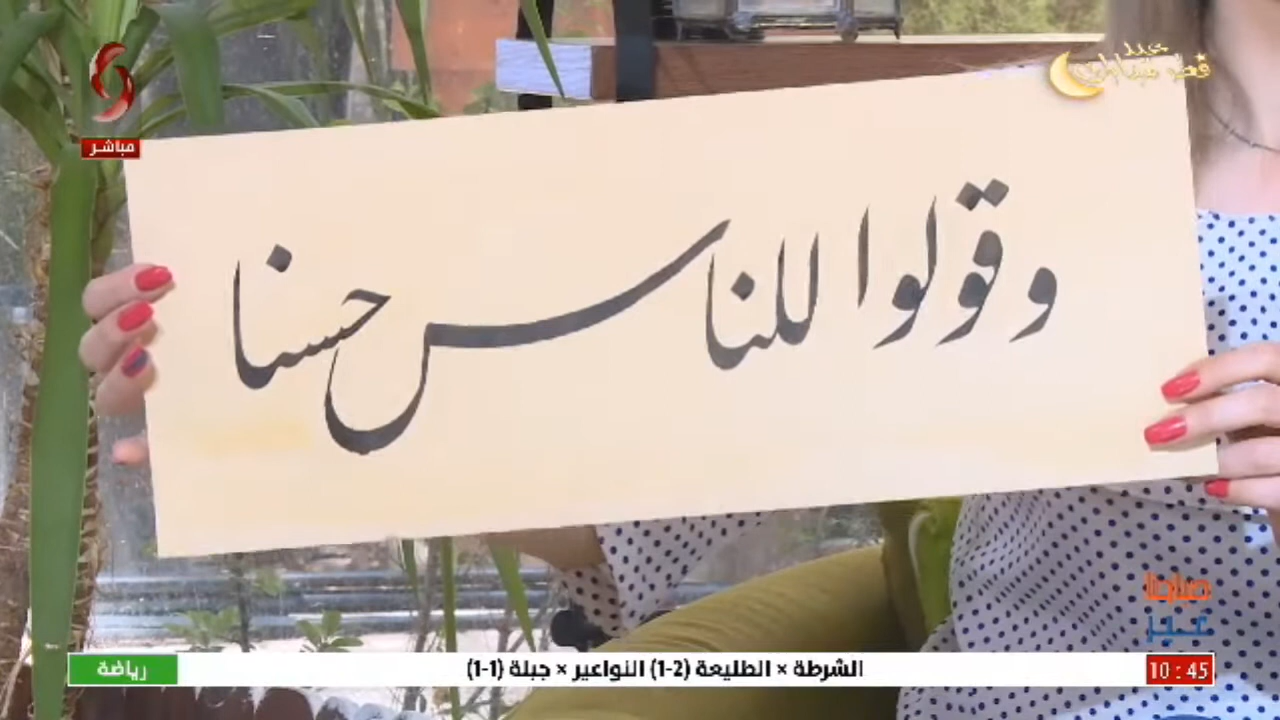 عيد
فطر مبارك
مباشر
وقولوا للناس حسنا
صباحنا
غير
رياضة
الشرطة × الطليعة (2-1) النواعير × جبلة (1-1)
10:45